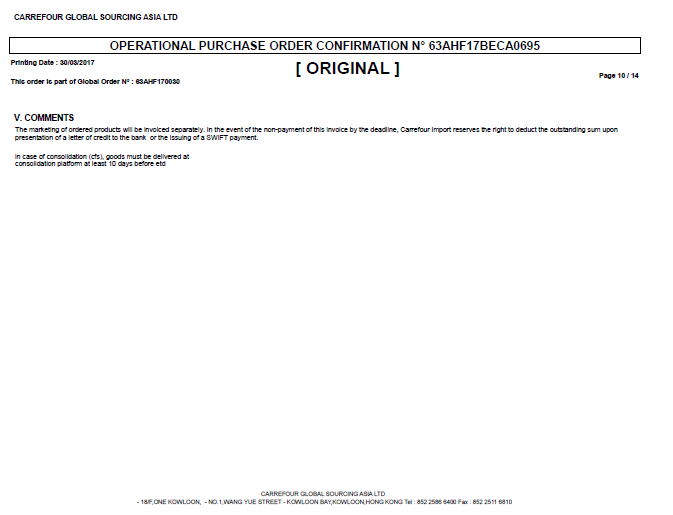 CARREFOUR GLOBAL SOURCING ASIA LTD
OPERATIONAL PURCHASE ORDER CONFIRMATION N° 63AHF17BECA0695
Printing Date : 30/03/2017
[ ORIGINAL ]
Page 10 / 14
This order is part of Global Order N° : 63AHF170030
V. COMMENTS
The marketing of ordered products will be invoiced separately. In the event of the non-payment of this invoice by the deadline, Carrefour Import reserves the right to deduct the outstanding sum upon
presentation of a letter of credit to the bank or the issuing of a SWIFT payment.
In case of consolidation (cfs), goods must be delivered at
consolidation platform at least 10 days before etd
CARREFOUR GLOBAL SOURCING ASIA LTD
- 18/F,ONE KOWLOON, - NO.1,WANG YUE STREET - KOWLOON BAY,KOWLOON,HONG KONG Tel : 852 2586 6400 Fax : 852 2511 6810